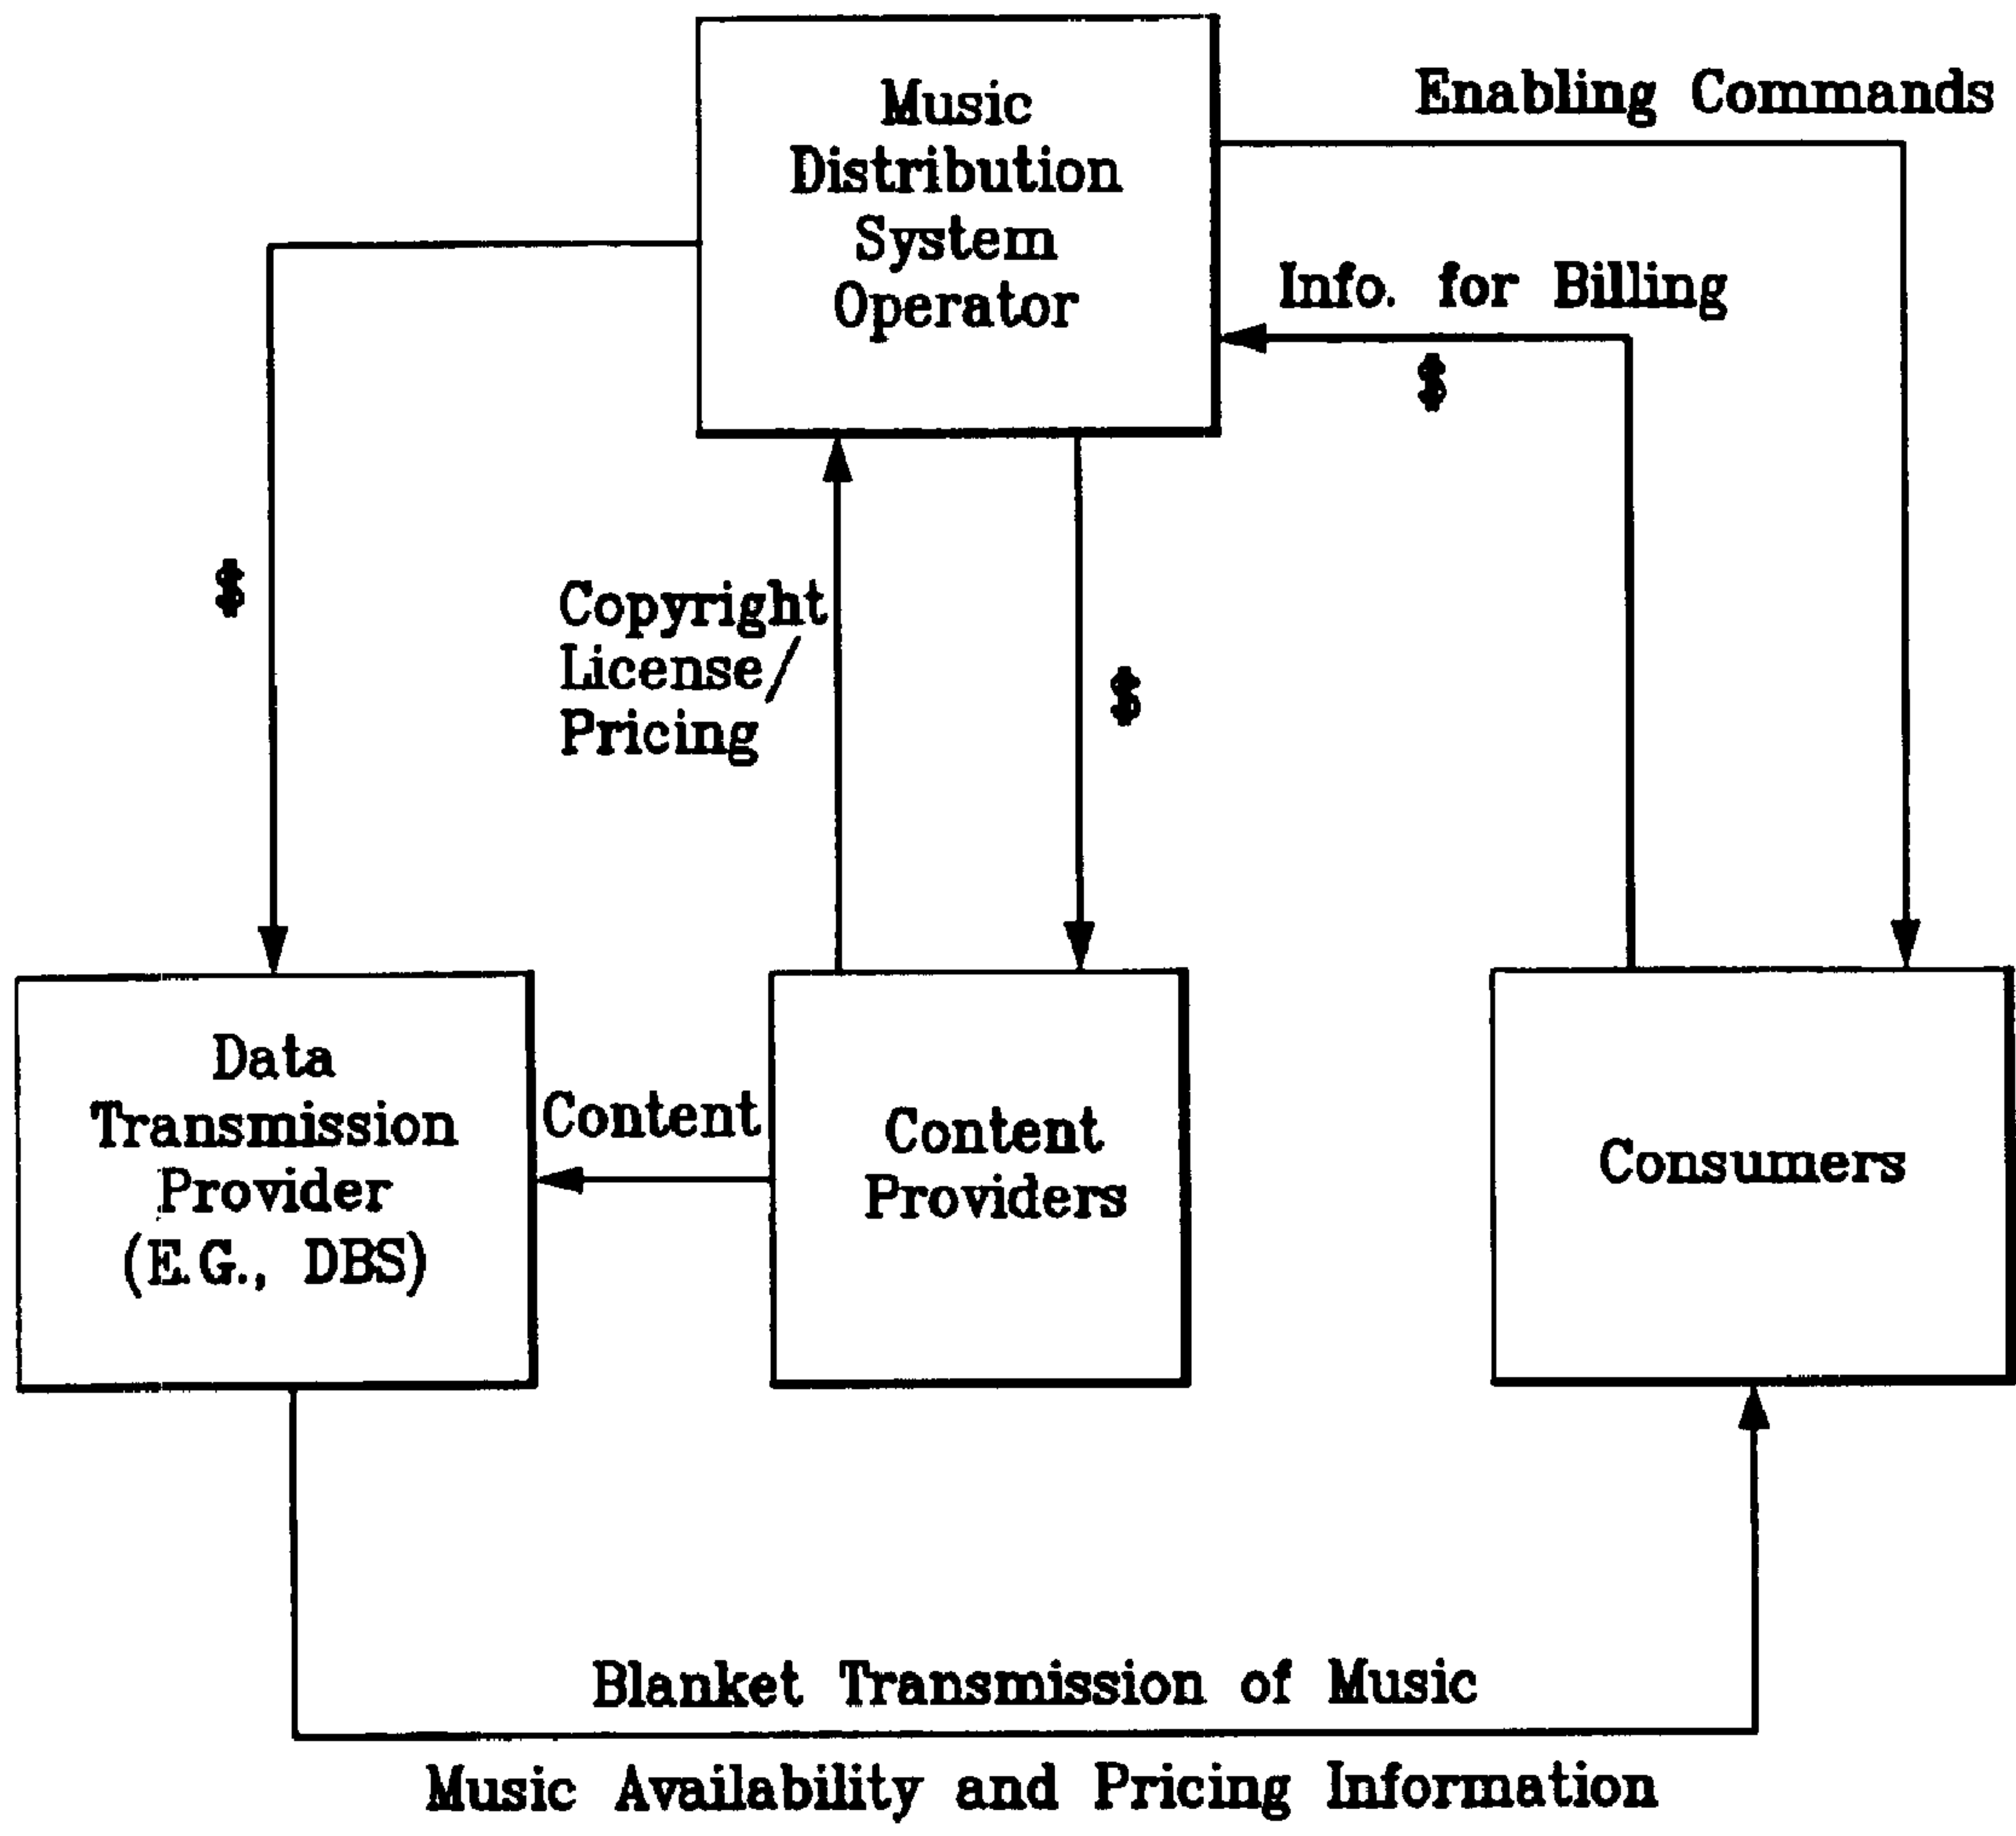 Music
Distribution
System
Operator
Enabling Commands
Info. for Billing
$
$
Copyright
License/
Pricing
$
Data
Transmission
Provider
(E.G., DBS)
Content
Content
Providers
Consumers
Blanket Transmission of Music
Music Availability and Pricing Information